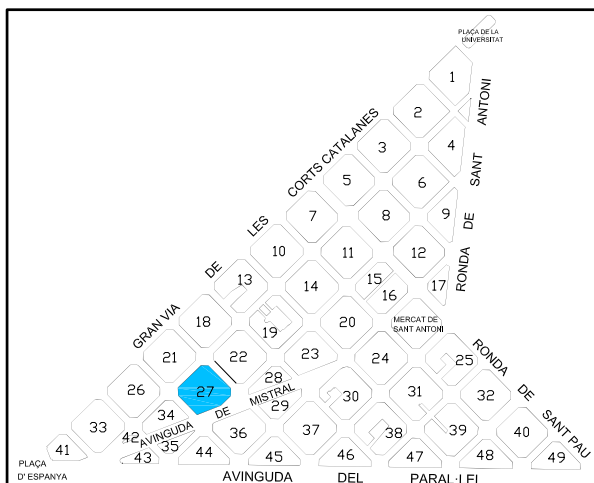 PLAÇA DE LA
UNIVERSITAT
1
2
ANTONI
CORTS CATALANES
3
4
SANT
5
6
7
8
9
DE
LES
10
11
12
RONDA
DE
13
14
15
16
17
GRAN VIA
18
19
20
MERCAT DE
SANT ANTONI
21
22
23
24
25
RONDA
26
27
28
MISTRAL
29
30
31
32
DE
33
34
DE
AVINGUDA
35
36
37
38
39
40
SANT PAU
41
42
43
44
45
46
47
48
49
PLAÇA
D' ESPANYA
AVINGUDA DEL PARAL·LEL